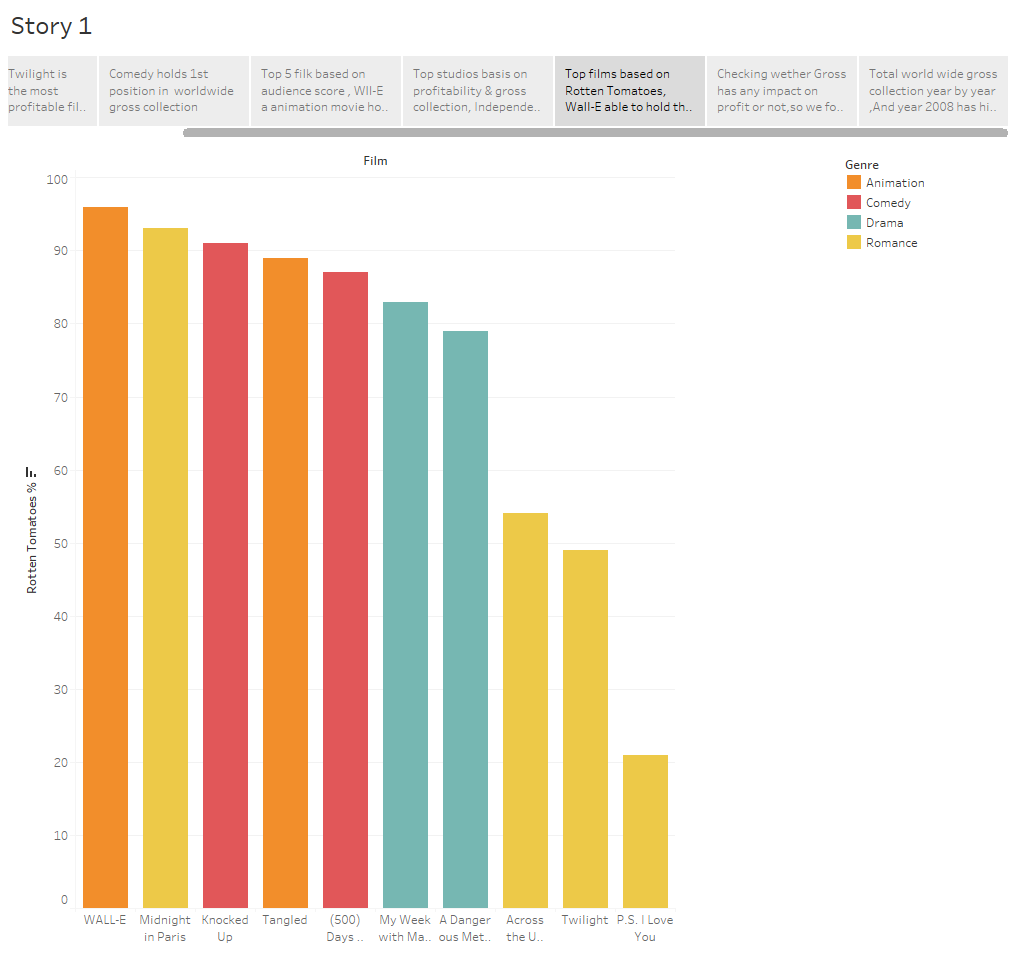 Story 1
Twilight is
the most
profitable fil..
Comedy holds 1st
position in  worldwide
gross collection
Top 5 filk based on
audience score , WIl-E
a animation movie ho..
Top studios basis on
profitability & gross
collection, Independe..
Top films based on
Rotten Tomatoes,
Wall-E able to hold th..
Checking wether Gross
has any impact on
profit or not,so we fo..
Total world wide gross
collection year by year
,And year 2008 has hi..
Film
Genre
Animation
Comedy
Drama
Romance
Rotten Tomatoes %
100
90
80
70
60
50
40
30
20
10
0
WALL-E
Midnight
in Paris
Knocked
Up
Tangled
(500)
Days ..
My Week
with Ma..
A Danger
ous Met..
Across
the U..
Twilight
P.S. I Love
You